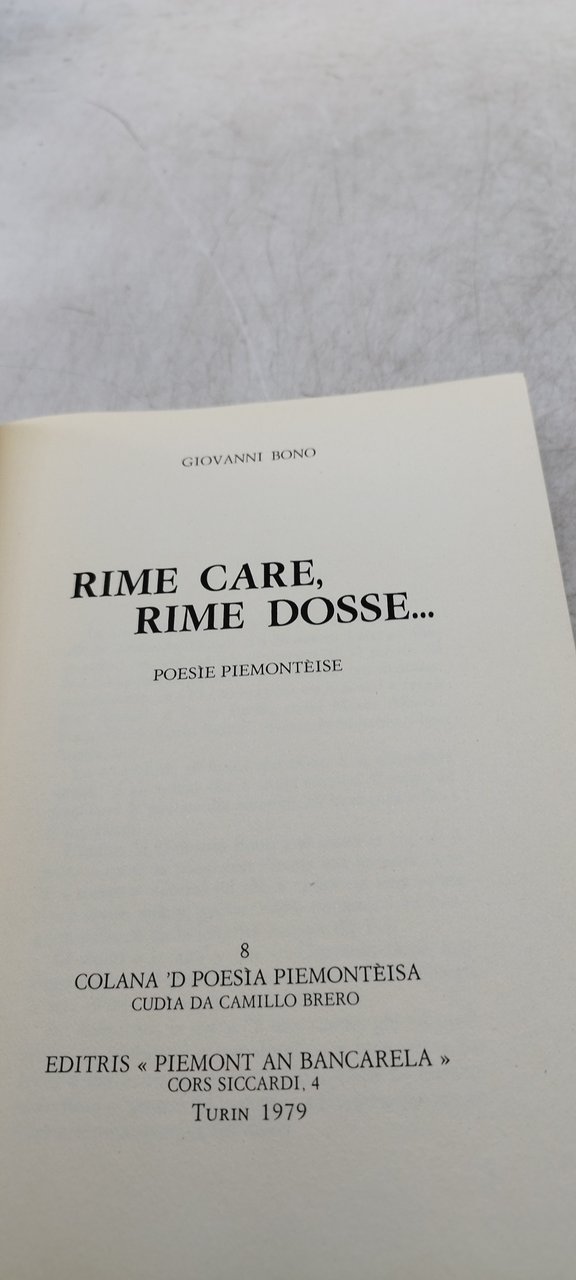 GIOVANNI BONO
RIME CARE,
RIME DOSSE...
POESÌE PIEMONTÈISE
8
COLANA 'D POESÌA PIEMONTÈISA
CUDÌA DA CAMILLO BRERO
EDITRIS « PIEMONT AN BANCARELA »
CORS SICCARDI, 4
TURIN 1979